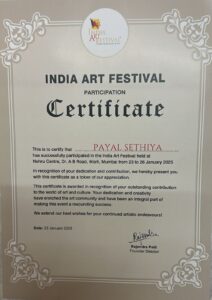 INDIA
ART
FESTIVAL
INDIA ART FESTIVAL
PARTICIPATION
Certificate
This is to certify that PAYAL SETHIYA
has successfully participated in the India Art Festival held at
Nehru Centre, Dr. A B Road, Worli, Mumbai from 23 to 26 January 2025
In recognition of your dedication and contribution, we hereby present you
with this certificate as a token of our appreciation.
This certificate is awarded in recognition of your outstanding contribution
to the world of art and culture. Your dedication and creativity
have enriched the art community and have been an integral part of
making this event a resounding success.
We extend our best wishes for your continued artistic endeavours!
Date: 23 January 2025
Rajendra Patil
Founder Director